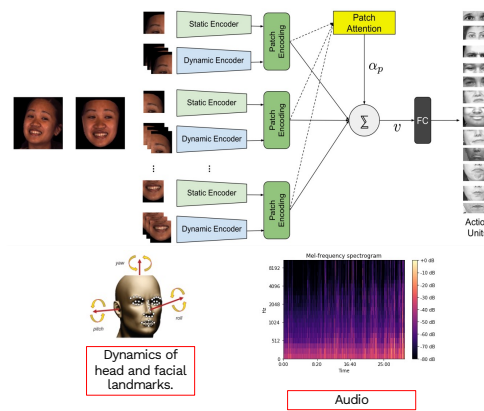 Static Encoder
Dynamic Encoder
Patch Encoding
Patch
Attention
αp
Static Encoder
Dynamic Encoder
Patch Encoding
Σ
v
FC
...
...
Static Encoder
Dynamic Encoder
Patch Encoding
Action
Units
yaw
pitch
roll
Dynamics of
head and facial
landmarks.
Mel-frequency spectrogram
Hz
8192
4096
2048
1024
512
0
0:00
8:20
16:40
25:00
Time
+0 dB
-10 dB
-20 dB
-30 dB
-40 dB
-50 dB
-60 dB
-70 dB
-80 dB
Audio